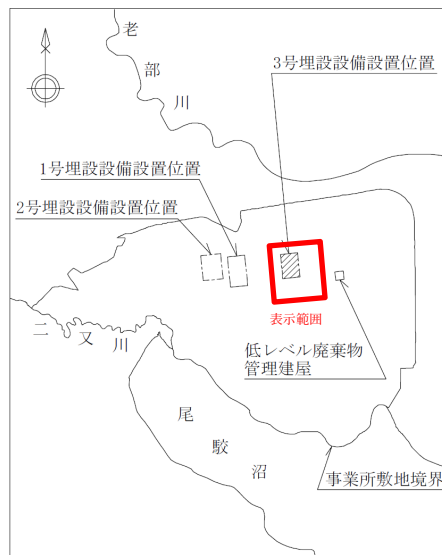 老部川
3号埋設設備設置位置
1号埋設設備設置位置
2号埋設設備設置位置
表示範囲
低レベル廃棄物
管理建屋
二又川
尾駮沼
事業所敷地境界